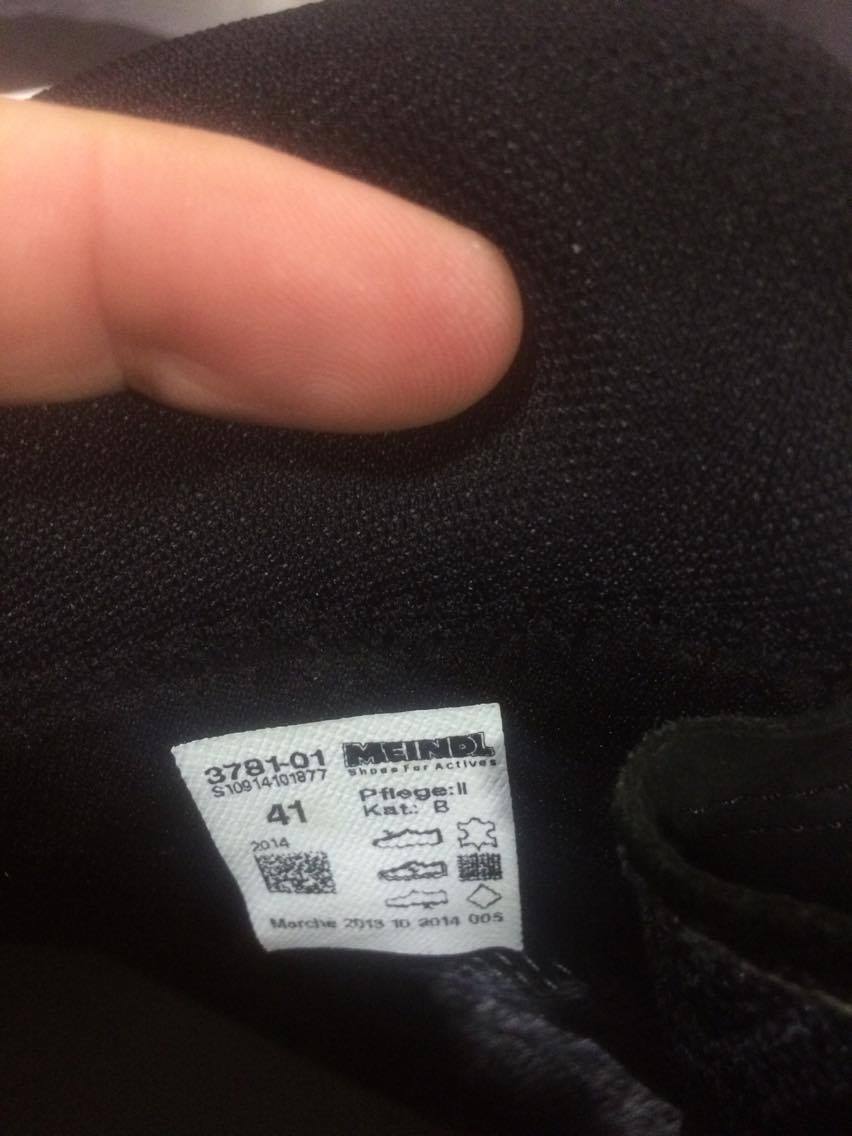 3781-01 MEINDL
S10914101877 Shoes For Actives
41 Pflege:II
Kat.: B
2014
Marche 2013 10 2014 005